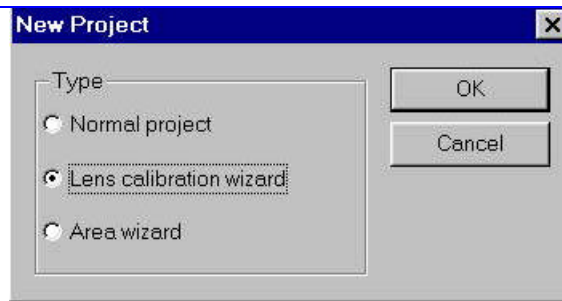 New Project
Type
OK
Normal project
Cancel
Lens calibration wizard
Area wizard